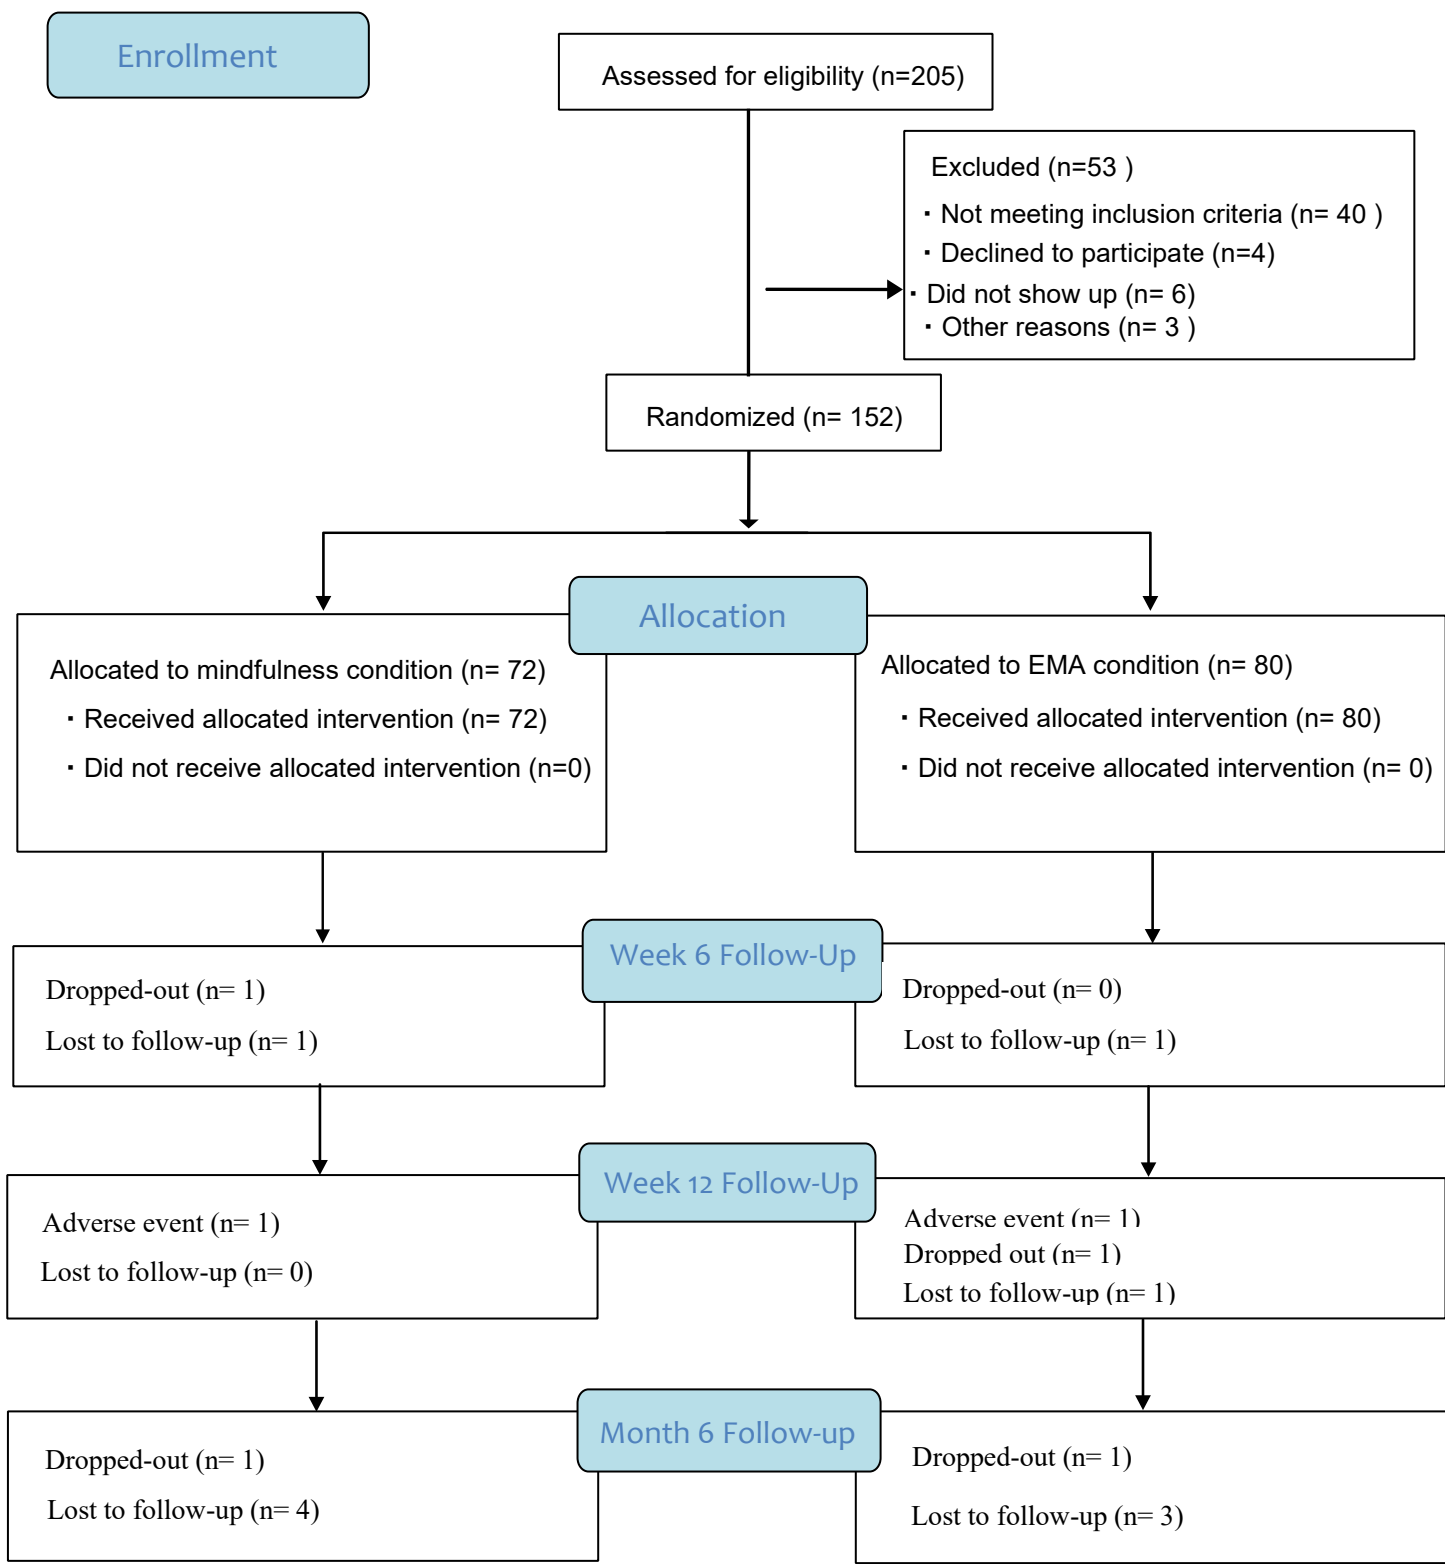 Enrollment
Assessed for eligibility (n=205)
Excluded (n=53 )
· Not meeting inclusion criteria (n= 40 )
· Declined to participate (n=4)
· Did not show up (n= 6)
· Other reasons (n= 3 )
Randomized (n= 152)
Allocation
Allocated to mindfulness condition (n= 72)
· Received allocated intervention (n= 72)
· Did not receive allocated intervention (n=0)
Allocated to EMA condition (n= 80)
· Received allocated intervention (n= 80)
· Did not receive allocated intervention (n= 0)
Week 6 Follow-Up
Dropped-out (n= 1)
Lost to follow-up (n= 1)
Dropped-out (n= 0)
Lost to follow-up (n= 1)
Week 12 Follow-Up
Adverse event (n= 1)
Lost to follow-up (n= 0)
Adverse event (n= 1)
Dropped out (n= 1)
Lost to follow-up (n= 1)
Month 6 Follow-up
Dropped-out (n= 1)
Lost to follow-up (n= 4)
Dropped-out (n= 1)
Lost to follow-up (n= 3)